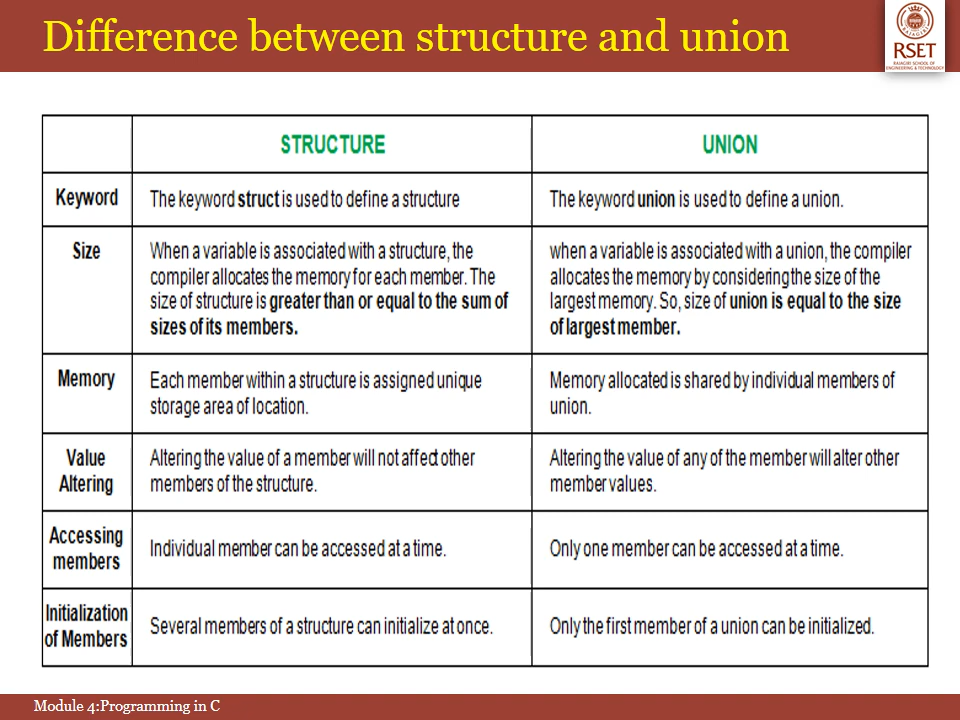 Difference between structure and union
RAJAGIRI
RSET
RAJAGIRI SCHOOL OF
ENGINEERING & TECHNOLOGY
STRUCTURE
UNION
Keyword
The keyword struct is used to define a structure
The keyword union is used to define a union.
Size
When a variable is associated with a structure, the
compiler allocates the memory for each member. The
size of structure is greater than or equal to the sum of
sizes of its members.
when a variable is associated with a union, the compiler
allocates the memory by considering the size of the
largest memory. So, size of union is equal to the size
of largest member.
Memory
Each member within a structure is assigned unique
storage area of location.
Memory allocated is shared by individual members of
union.
Value
Altering
Altering the value of a member will not affect other
members of the structure.
Altering the value of any of the member will alter other
member values.
Accessing
members
Individual member can be accessed at a time.
Only one member can be accessed at a time.
Initialization
of Members
Several members of a structure can initialize at once.
Only the first member of a union can be initialized.
Module 4:Programming in C